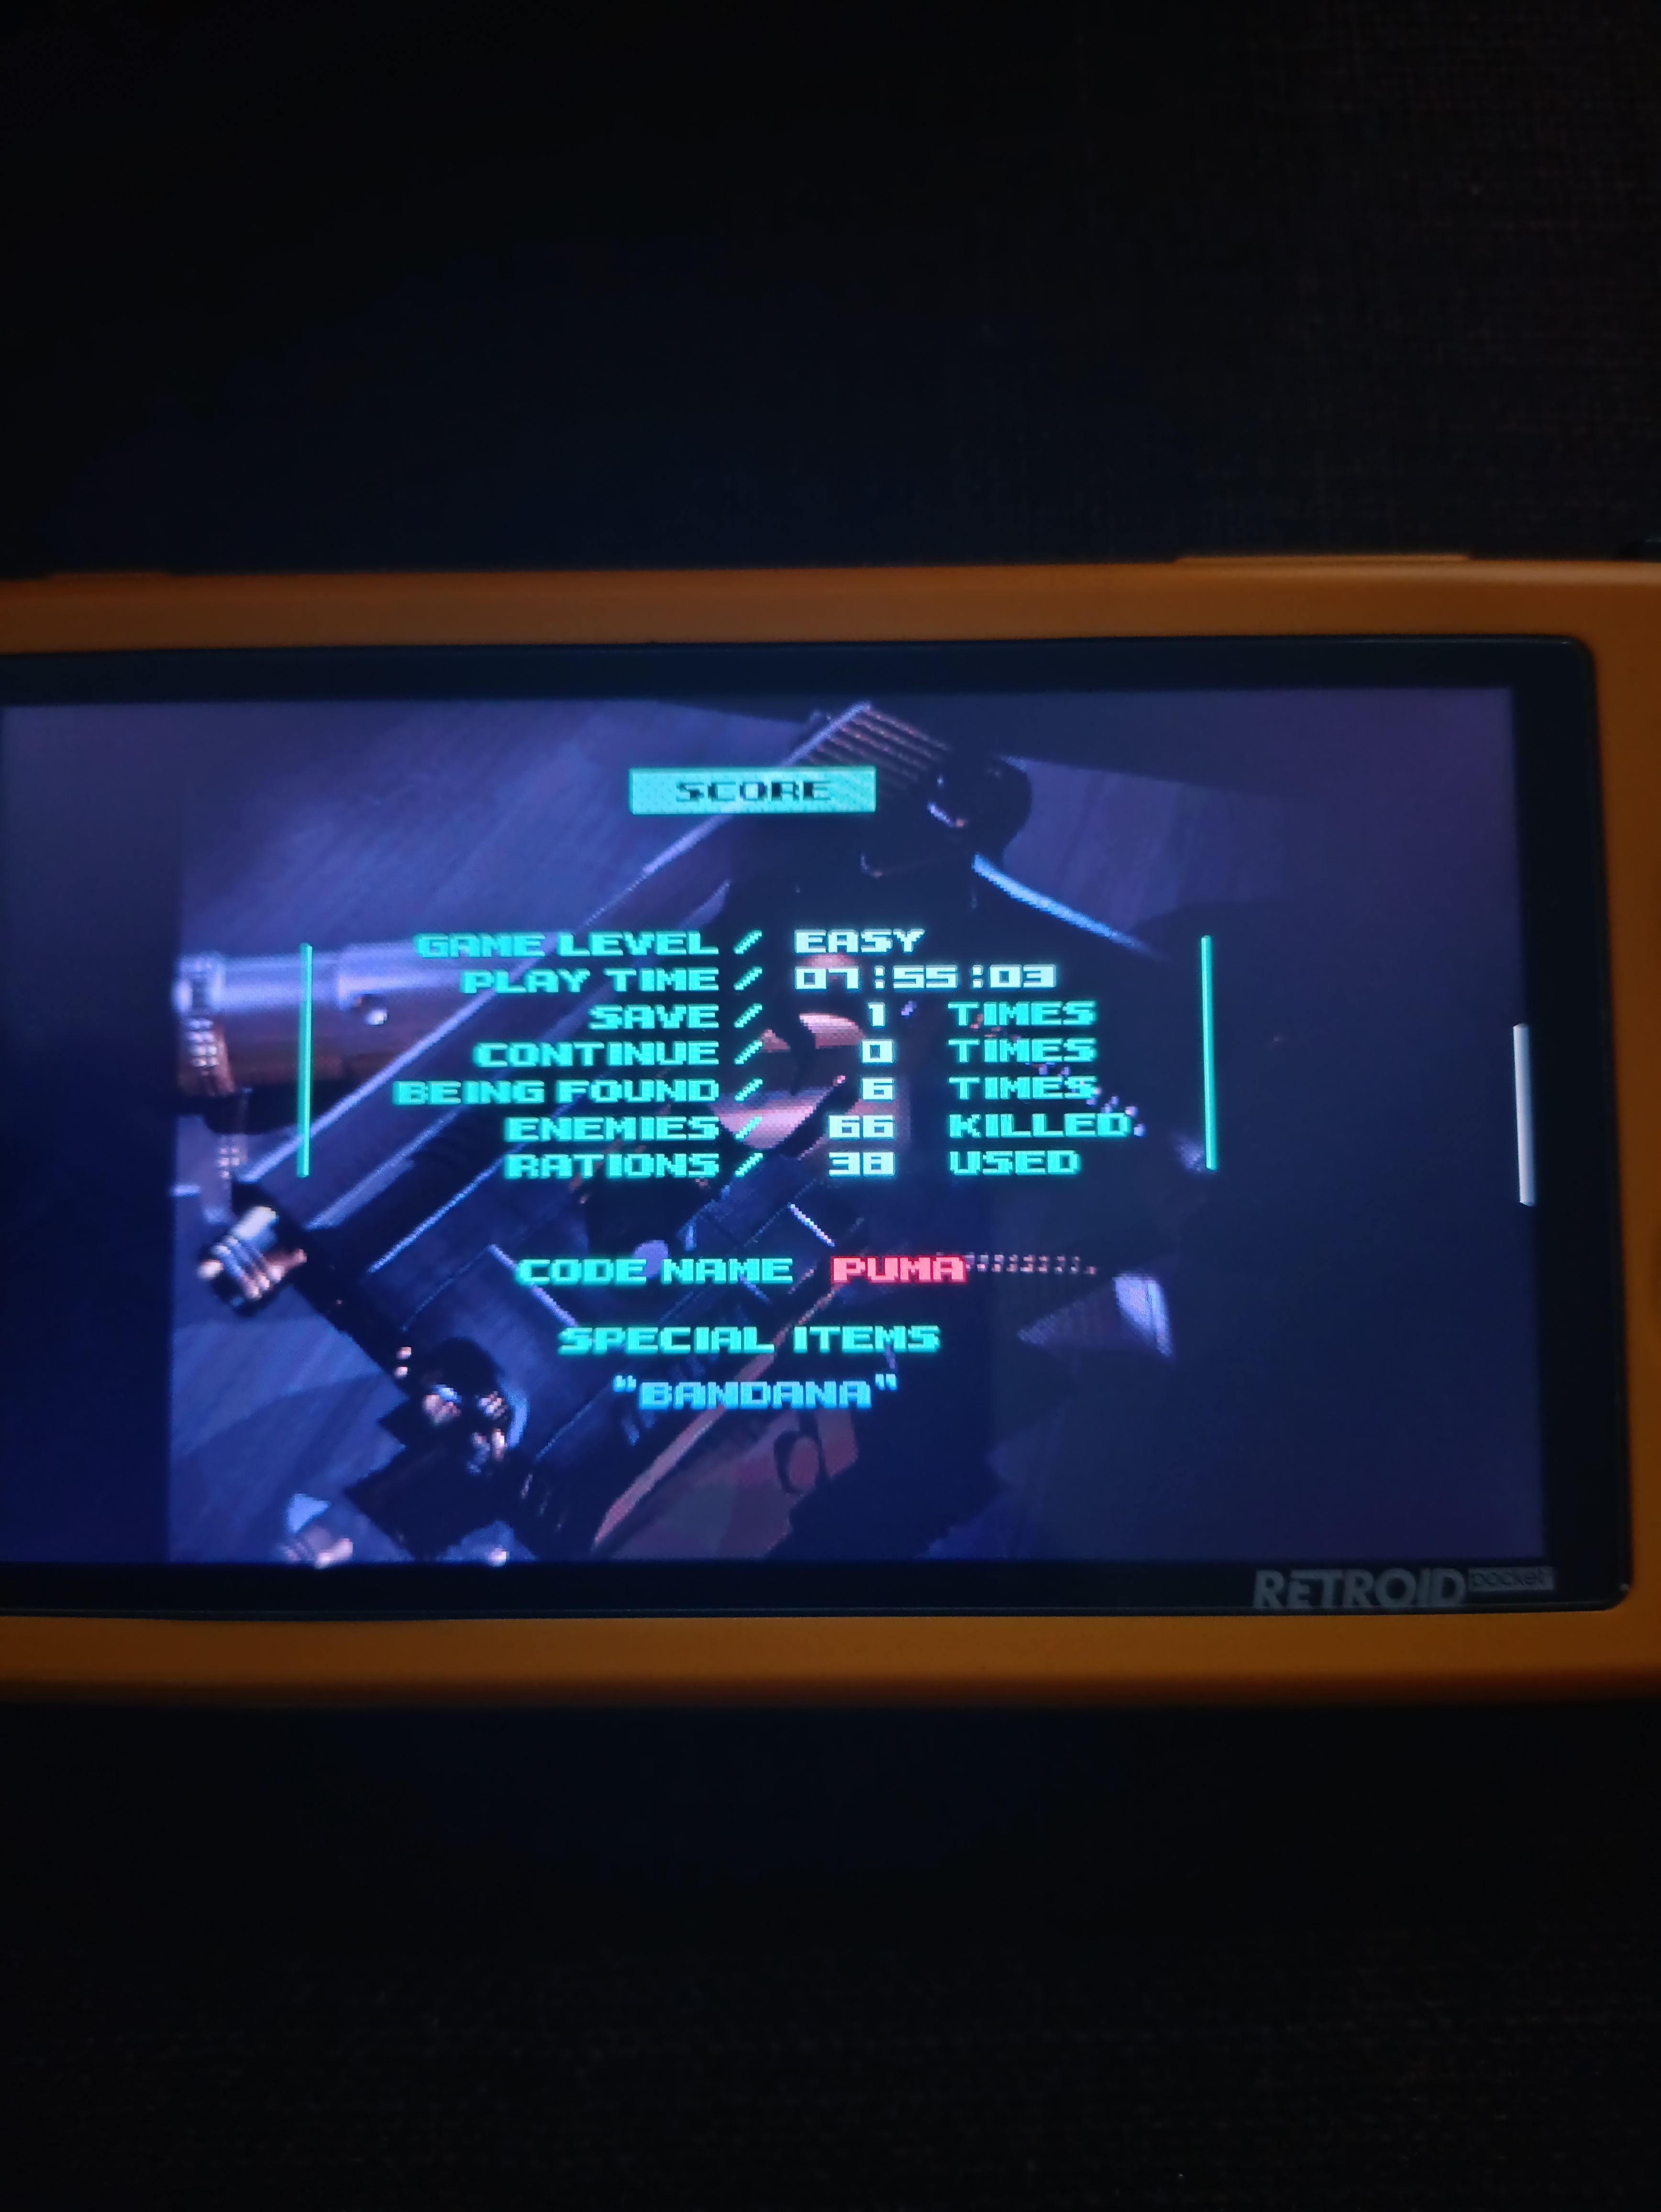 SCORE
GAME LEVEL / EASY
PLAY TIME / 07:55:03
SAVE / 1 TIMES
CONTINUE / 0 TIMES
BEING FOUND / 6 TIMES
ENEMIES / 66 KILLED
RATIONS / 38 USED
CODE NAME PUMA
SPECIAL ITEMS
"BANDANA"
RETROID pocket